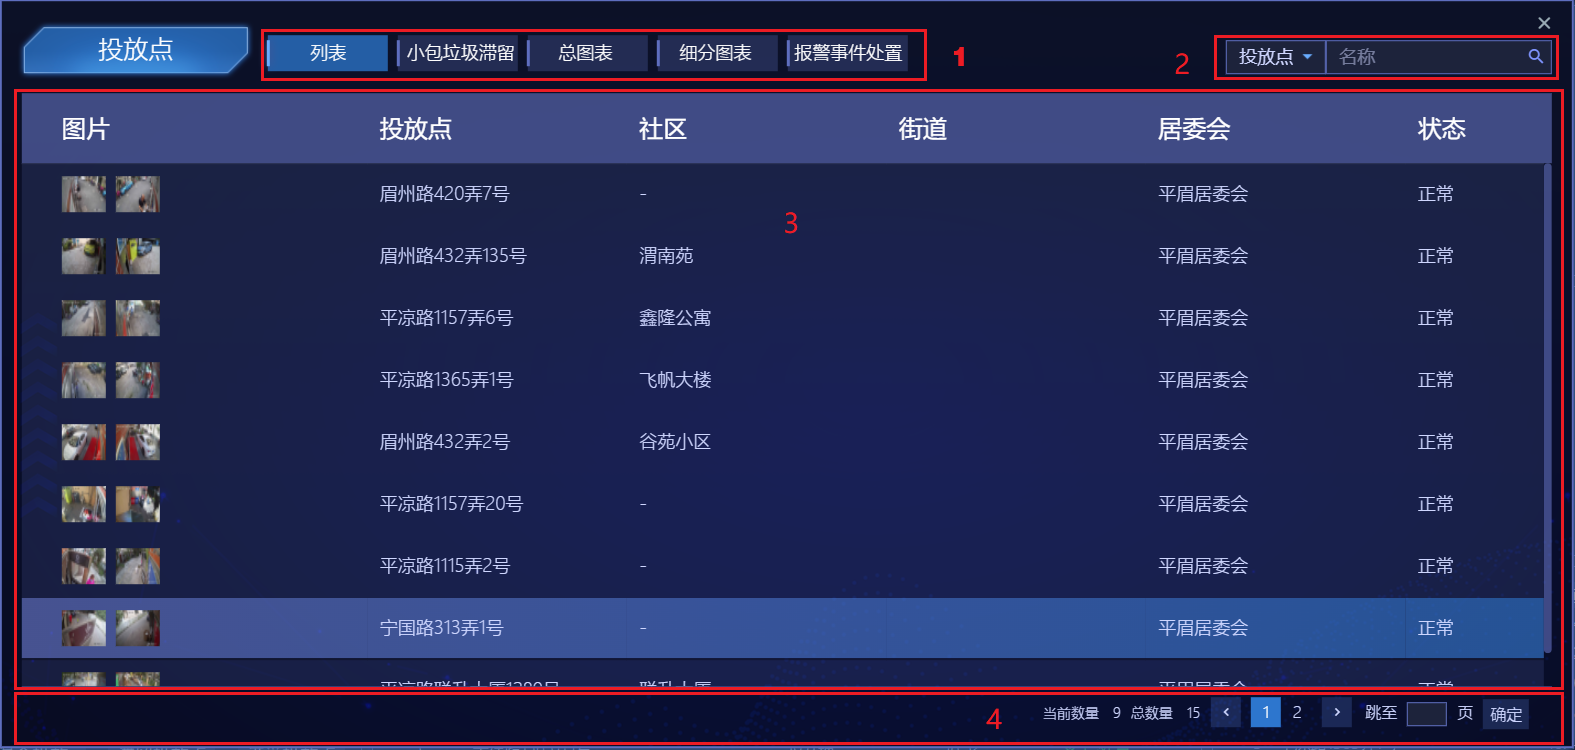 投放点
列表 小包垃圾滞留 总图表 细分图表 报警事件处置 1
2 投放点 名称
图片 投放点 社区 街道 居委会 状态
眉州路420弄7号 - 平眉居委会 正常
3
眉州路432弄135号 渭南苑 平眉居委会 正常
平凉路1157弄6号 鑫隆公寓 平眉居委会 正常
平凉路1365弄1号 飞帆大楼 平眉居委会 正常
眉州路432弄2号 谷苑小区 平眉居委会 正常
平凉路1157弄20号 - 平眉居委会 正常
平凉路1115弄2号 - 平眉居委会 正常
宁国路313弄1号 - 平眉居委会 正常
4 当前数量 9 总数量 15 < 1 2 > 跳至 页 确定